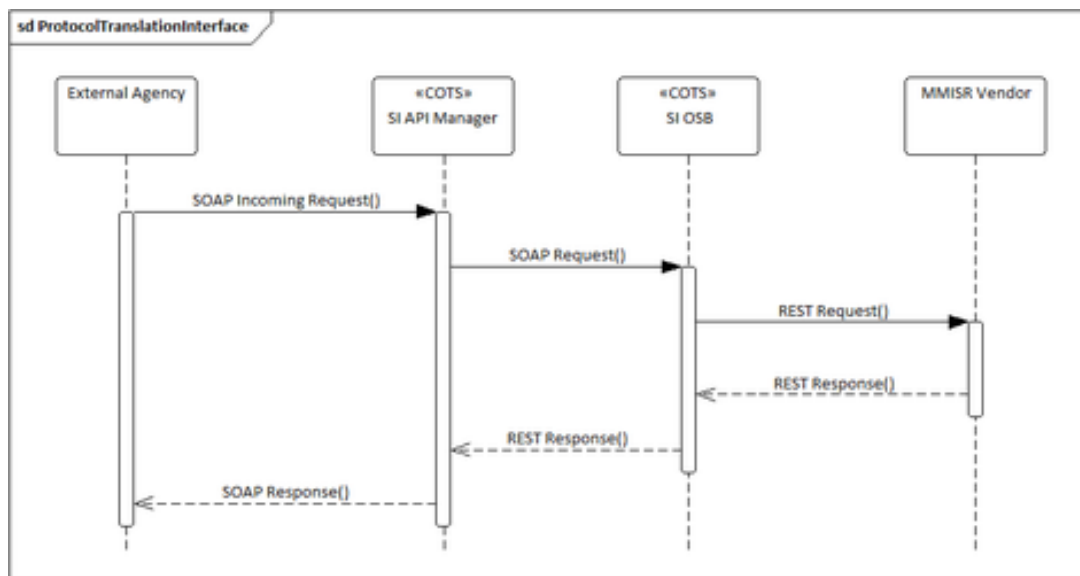 sd ProtocolTranslationInterface
External Agency
«COTS»
SI API Manager
«COTS»
SI OSB
MMISR Vendor
SOAP Incoming Request()
SOAP Request()
REST Request()
REST Response()
REST Response()
SOAP Response()